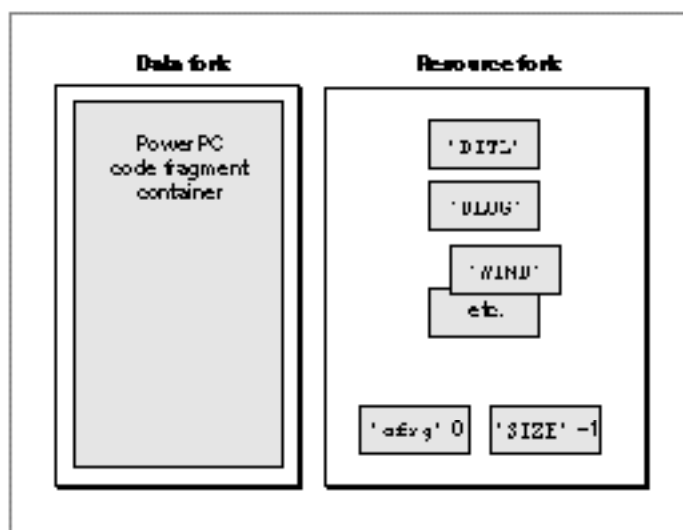 Data fork
Resource fork
PowerPC
code fragment
container
'DITL'
'DLOG'
'WIND'
etc.
'cfrg' 0
'SIZE' -1